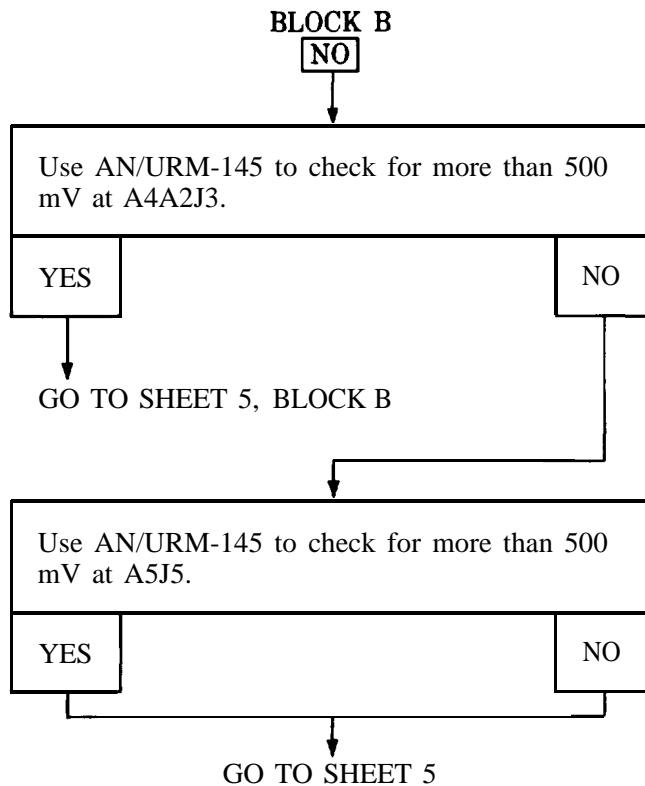 BLOCK B
NO
Use AN/URM-145 to check for more than 500
mV at A4A2J3.
YES
NO
GO TO SHEET 5, BLOCK B
Use AN/URM-145 to check for more than 500
mV at A5J5.
YES
NO
GO TO SHEET 5